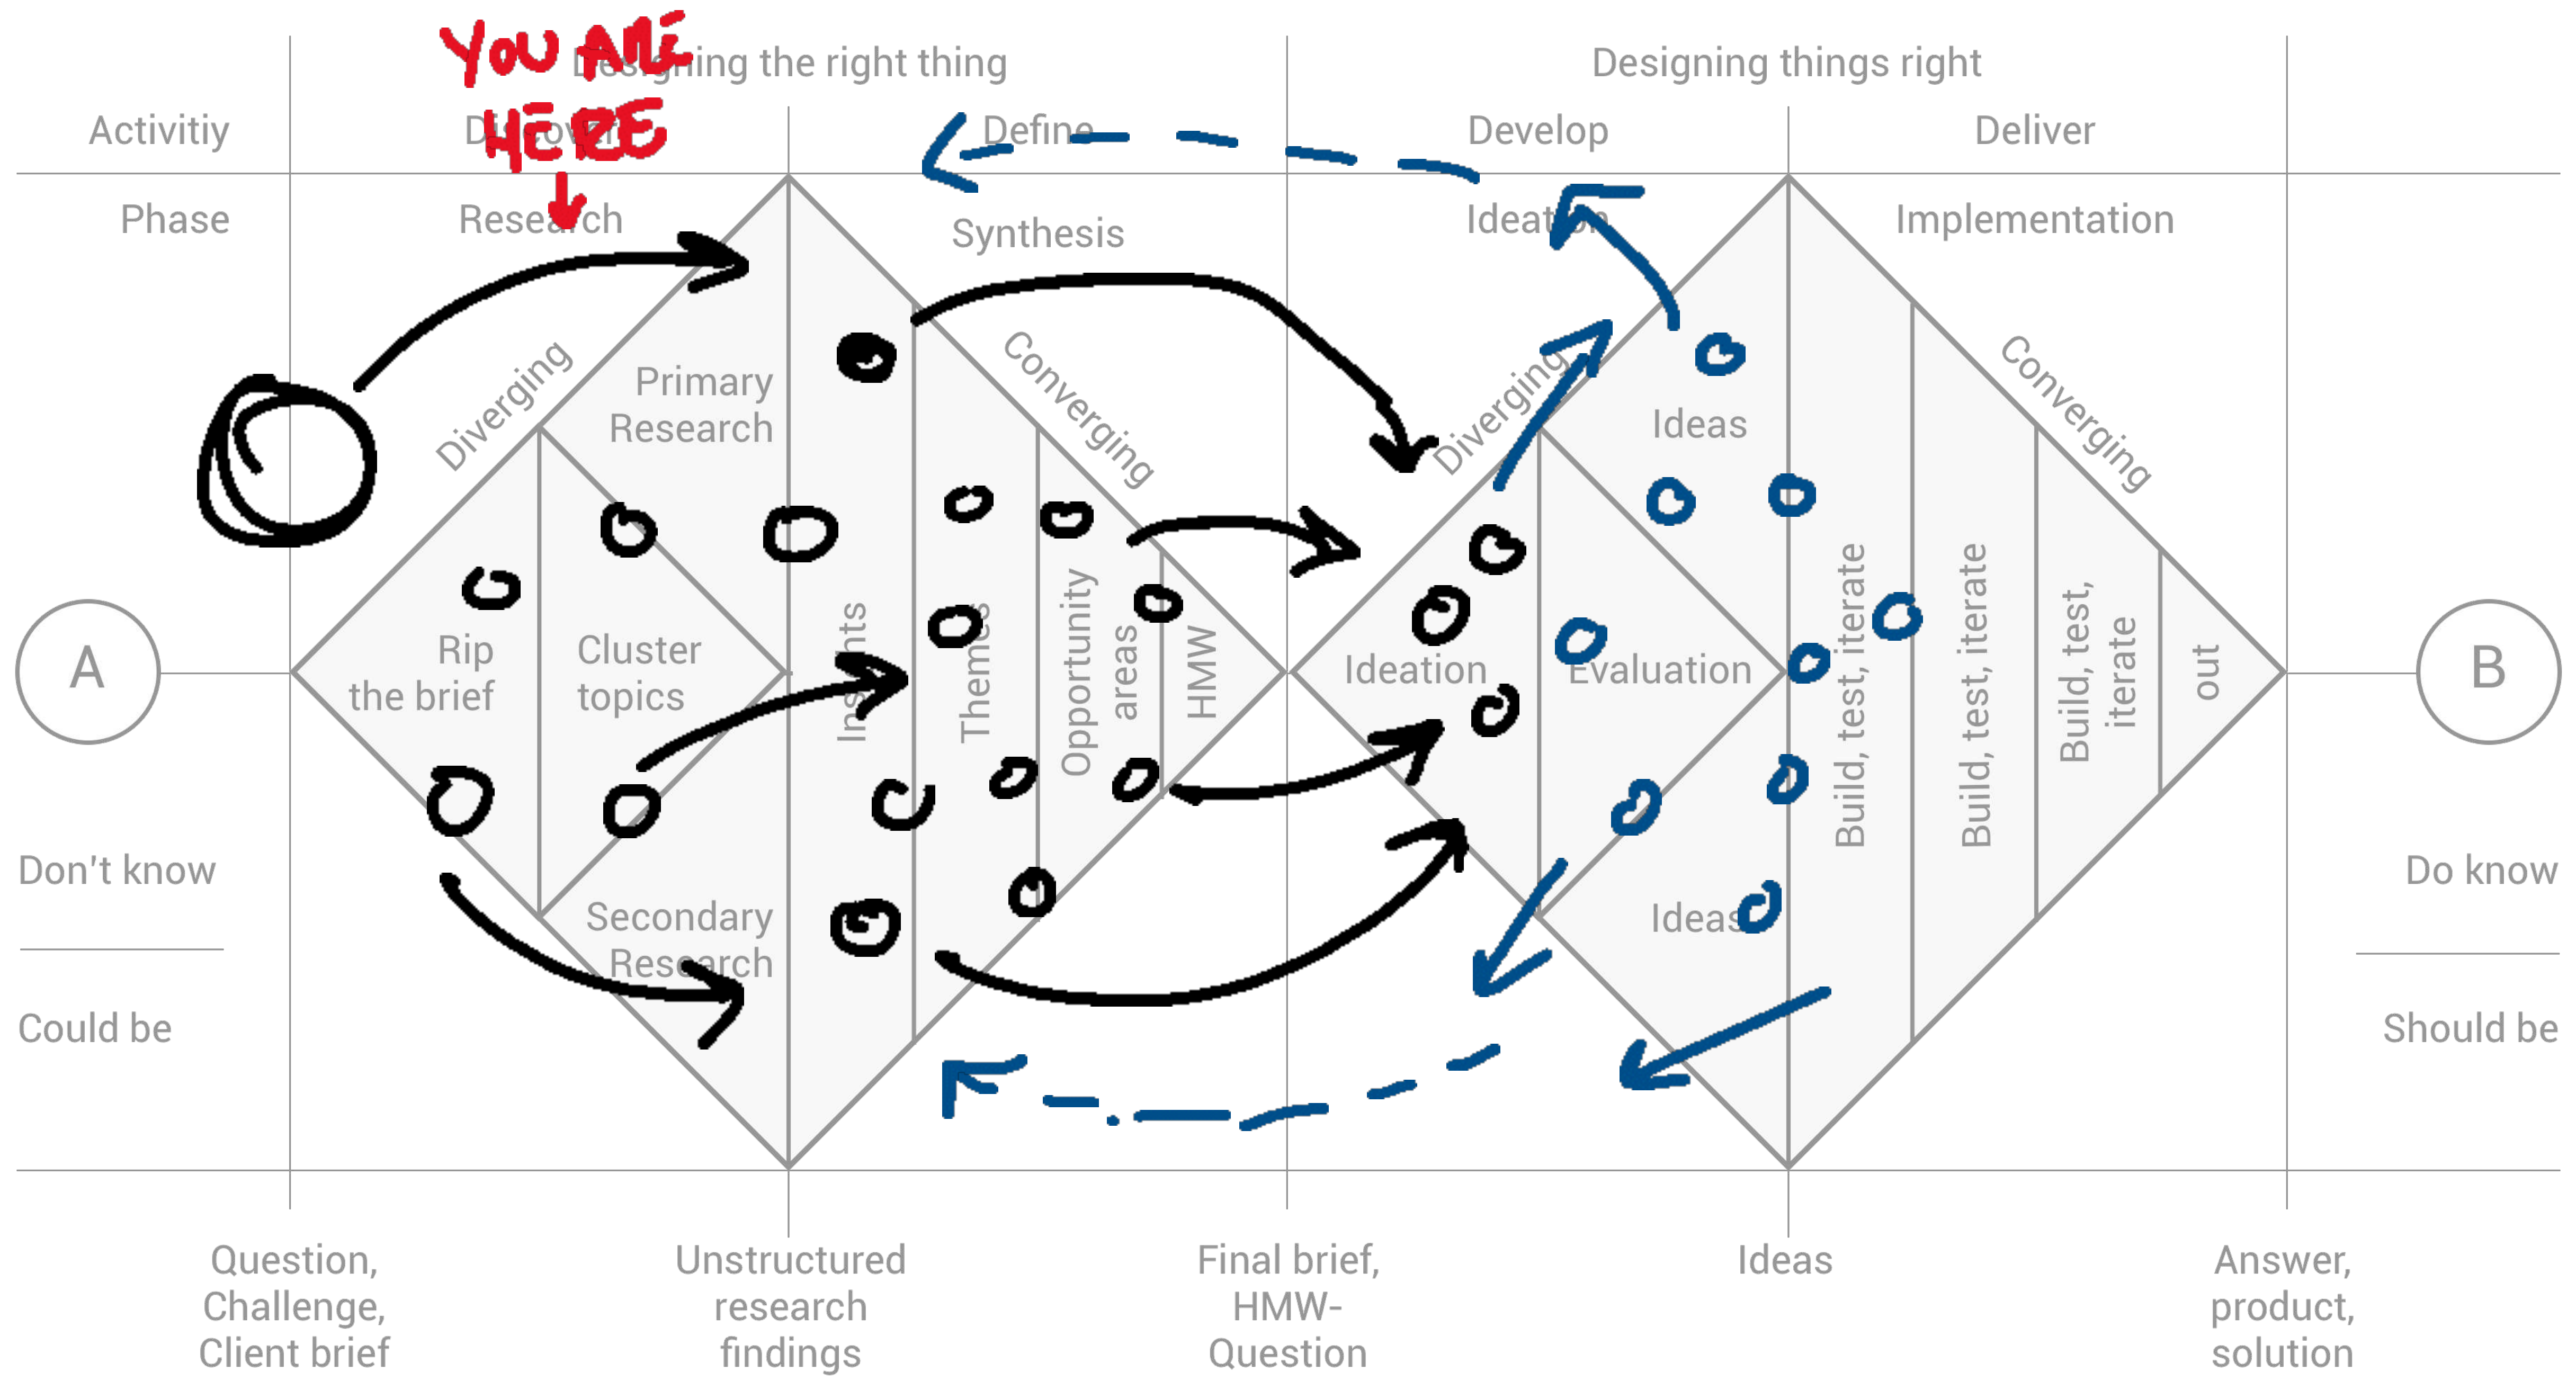 YOU ARE
HERE
Designing the right thing
Designing things right
Activitiy
Discover
Define
Develop
Deliver
Phase
Research
Synthesis
Ideation
Implementation
Diverging
Converging
Diverging
Converging
Primary
Research
Ideas
A
Rip
the brief
Cluster
topics
Insights
Themes
Opportunity
areas
HMW
Ideation
Evaluation
Build, test, iterate
Build, test, iterate
Build, test,
iterate
out
B
Don't know
Could be
Secondary
Research
Ideas
Do know
Should be
Question,
Challenge,
Client brief
Unstructured
research
findings
Final brief,
HMW-
Question
Ideas
Answer,
product,
solution